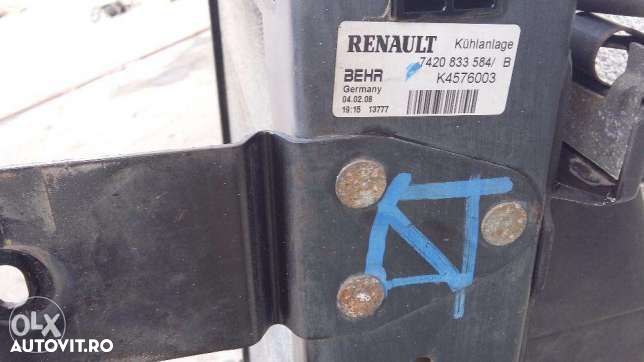 RENAULT Kühlanlage
7420 833 584/ B
BEHR K4576003
Germany
04.02.08
19:15 13777
OLX
AUTOVIT.RO